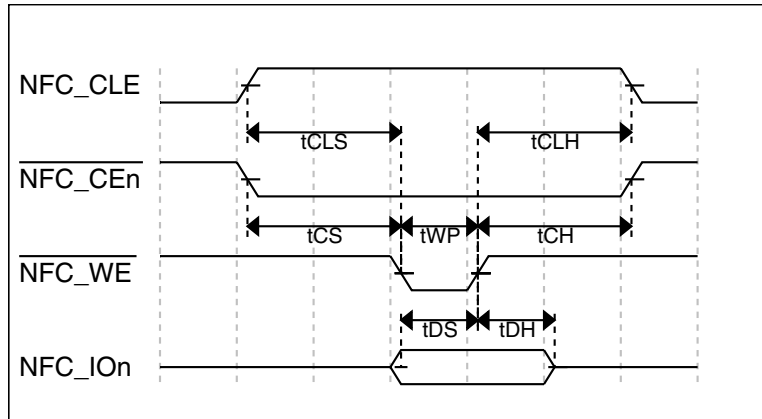 NFC_CLE
tCLS tCLH
NFC_CEn
tCS tWP tCH
NFC_WE
tDS tDH
NFC_IOn